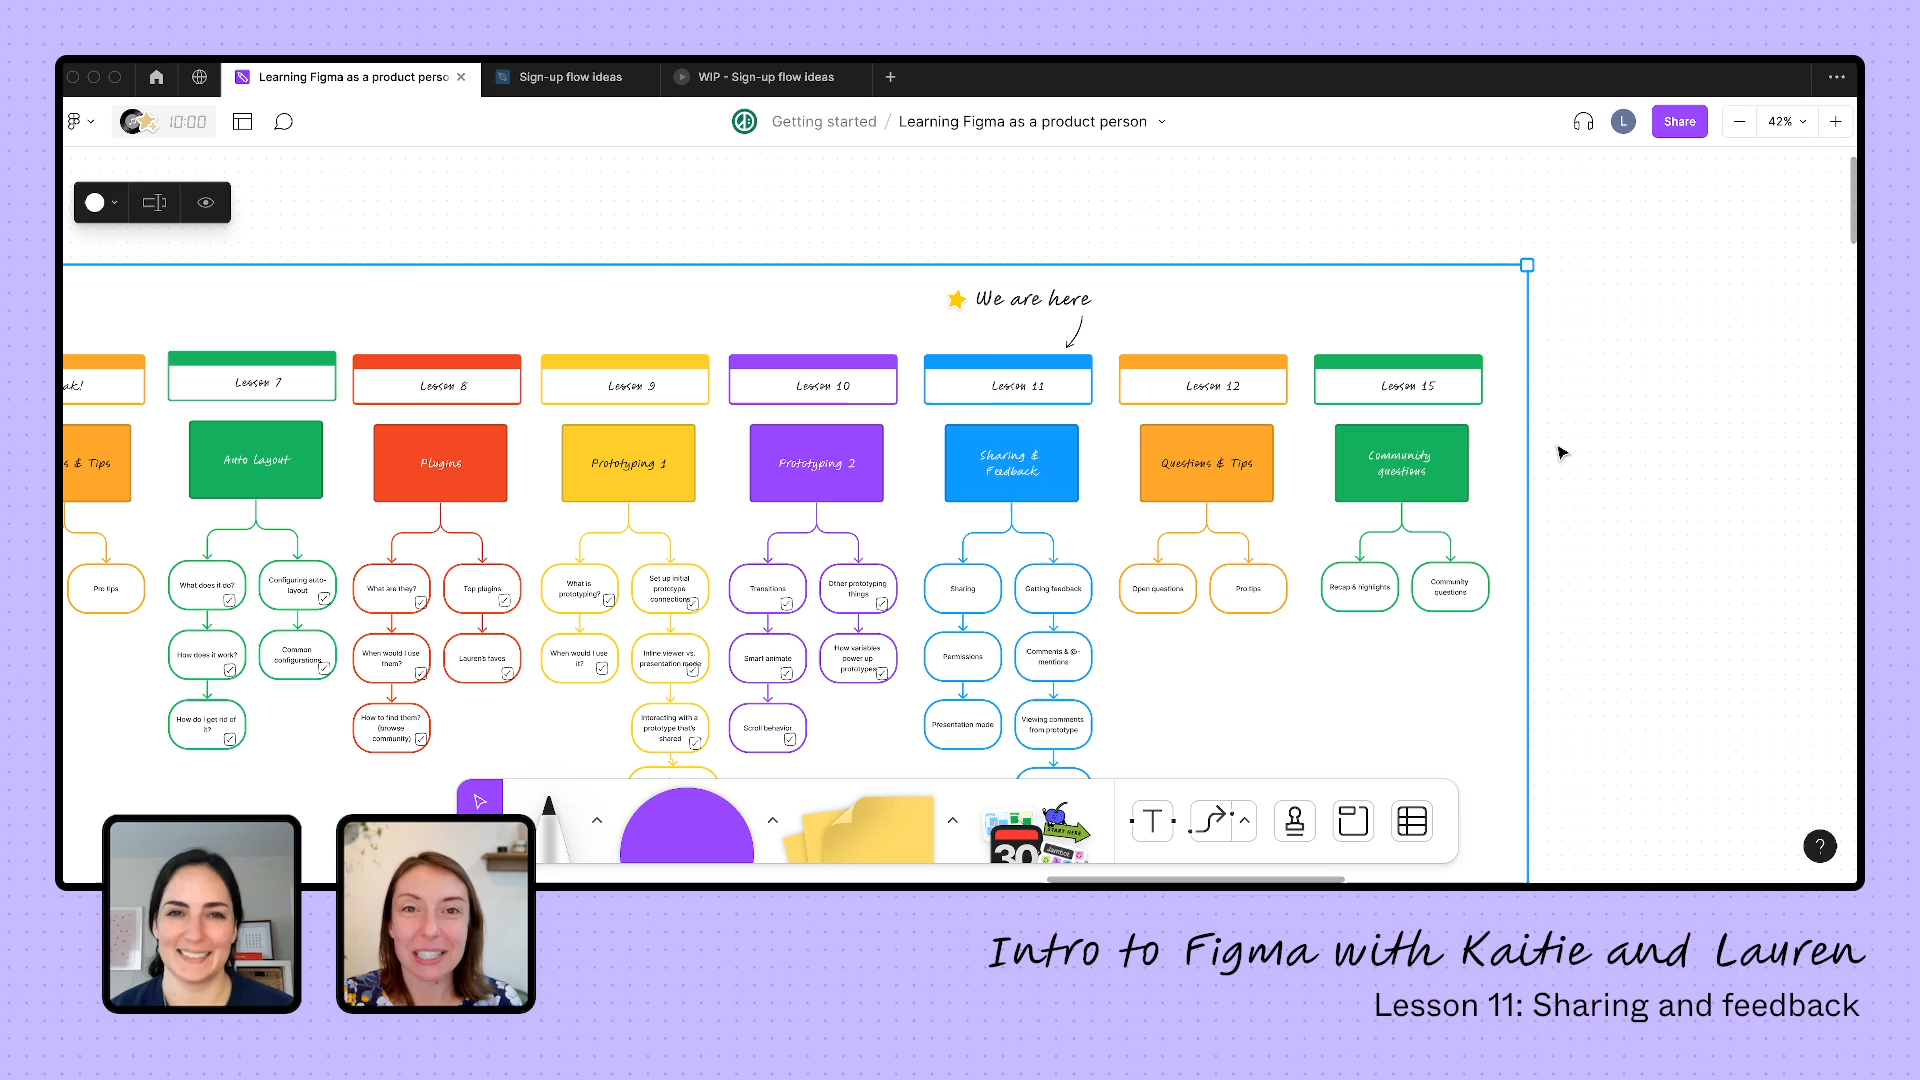 Learning Figma as a product perso
Sign-up flow ideas
WIP - Sign-up flow ideas
10:00
Getting started / Learning Figma as a product person
L
Share
42%
We are here
ak!
Lesson 7
Lesson 8
Lesson 9
Lesson 10
Lesson 11
Lesson 12
Lesson 15
s & Tips
Auto Layout
Plugins
Prototyping 1
Prototyping 2
Sharing &
Feedback
Questions & Tips
Community
questions
Pro tips
What does it do?
Configuring auto-
layout
What are they?
Top plugins
What is
prototyping?
Set up initial
prototype
connections
Transitions
Other prototyping
things
Sharing
Getting feedback
Open questions
Pro tips
Recap & highlights
Community
questions
How does it work?
Common
configurations
When would I use
them?
Lauren's faves
When would I use
it?
Inline viewer vs.
presentation mode
Smart animate
How variables
power up
prototypes
Permissions
Comments & @-
mentions
How do I get rid of
it?
How to find them?
(browse
community)
Interacting with a
prototype that's
shared
Scroll behavior
Presentation mode
Viewing comments
from prototype
START HERE
30
Jambot
T
?
Intro to Figma with Kaitie and Lauren
Lesson 11: Sharing and feedback